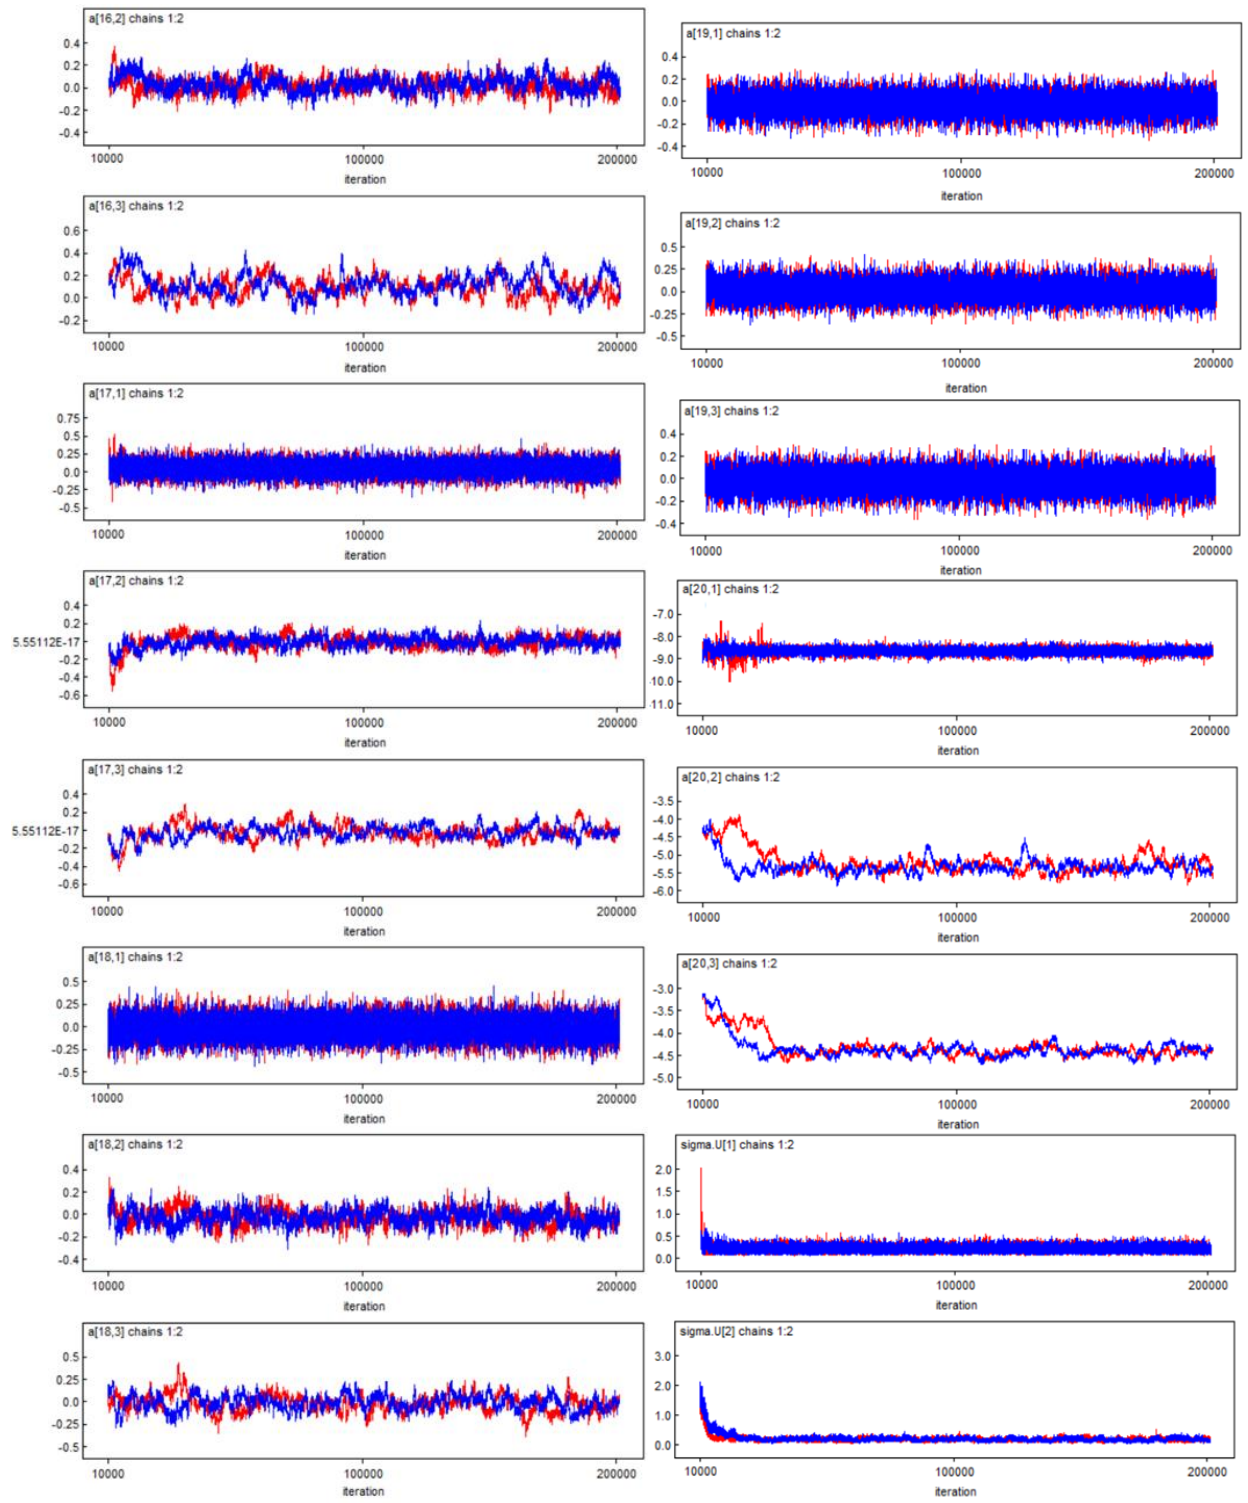 a[16,2] chains 1:2
0.4
0.2
0.0
-0.2
-0.4
10000 100000 200000
iteration
a[16,3] chains 1:2
0.6
0.4
0.2
0.0
-0.2
10000 100000 200000
iteration
a[17,1] chains 1:2
0.75
0.5
0.25
0.0
-0.25
-0.5
10000 100000 200000
iteration
a[17,2] chains 1:2
0.4
0.2
5.55112E-17
-0.2
-0.4
-0.6
10000 100000 200000
iteration
a[17,3] chains 1:2
0.4
0.2
5.55112E-17
-0.2
-0.4
-0.6
10000 100000 200000
iteration
a[18,1] chains 1:2
0.5
0.25
0.0
-0.25
-0.5
10000 100000 200000
iteration
a[18,2] chains 1:2
0.4
0.2
0.0
-0.2
-0.4
10000 100000 200000
iteration
a[18,3] chains 1:2
0.5
0.25
0.0
-0.25
-0.5
10000 100000 200000
iteration
a[19,1] chains 1:2
0.4
0.2
0.0
-0.2
-0.4
10000 100000 200000
iteration
a[19,2] chains 1:2
0.5
0.25
0.0
-0.25
-0.5
10000 100000 200000
iteration
a[19,3] chains 1:2
0.4
0.2
0.0
-0.2
-0.4
10000 100000 200000
iteration
a[20,1] chains 1:2
-7.0
-8.0
-9.0
-10.0
-11.0
10000 100000 200000
iteration
a[20,2] chains 1:2
-3.5
-4.0
-4.5
-5.0
-5.5
-6.0
10000 100000 200000
iteration
a[20,3] chains 1:2
-3.0
-3.5
-4.0
-4.5
-5.0
10000 100000 200000
iteration
sigma.U[1] chains 1:2
2.0
1.5
1.0
0.5
0.0
10000 100000 200000
iteration
sigma.U[2] chains 1:2
3.0
2.0
1.0
0.0
10000 100000 200000
iteration